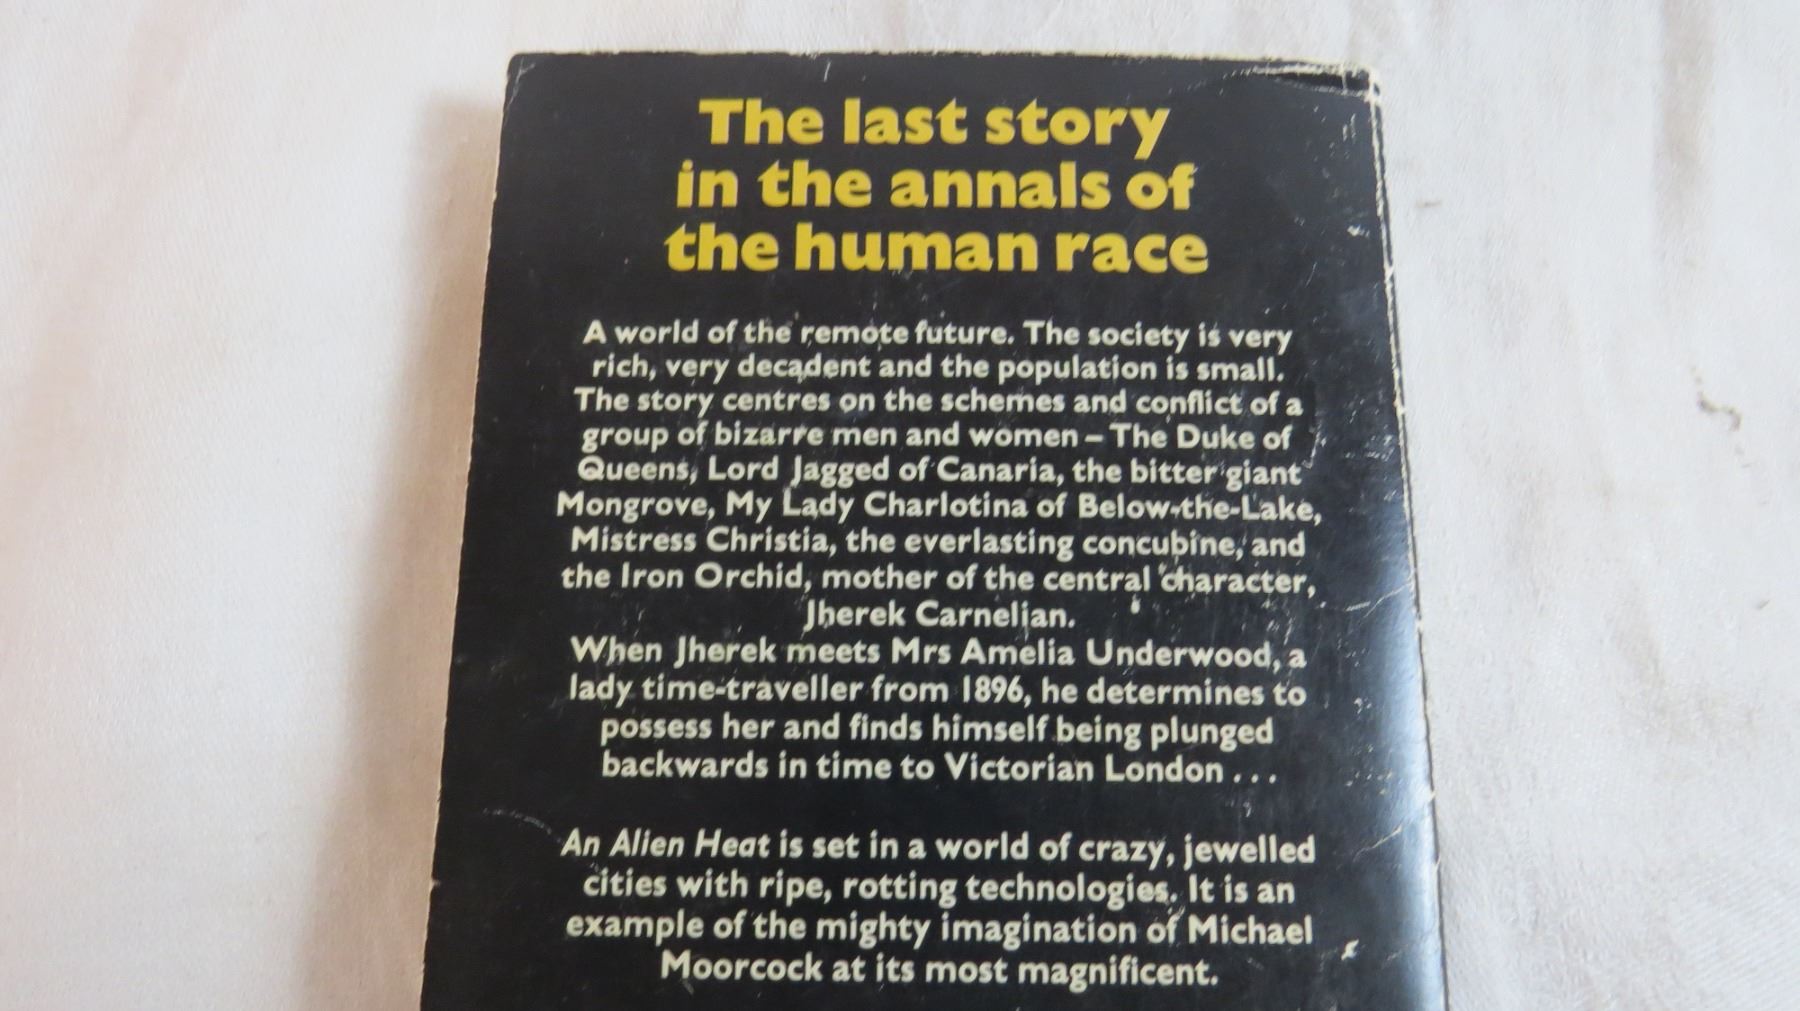 The last story
in the annals of
the human race
A world of the remote future. The society is very
rich, very decadent and the population is small.
The story centres on the schemes and conflict of a
group of bizarre men and women – The Duke of
Queens, Lord Jagged of Canaria, the bitter giant
Mongrove, My Lady Charlotina of Below-the-Lake,
Mistress Christia, the everlasting concubine, and
the Iron Orchid, mother of the central character,
Jherek Carnelian.
When Jherek meets Mrs Amelia Underwood, a
lady time-traveller from 1896, he determines to
possess her and finds himself being plunged
backwards in time to Victorian London . . .
An Alien Heat is set in a world of crazy, jewelled
cities with ripe, rotting technologies. It is an
example of the mighty imagination of Michael
Moorcock at its most magnificent.